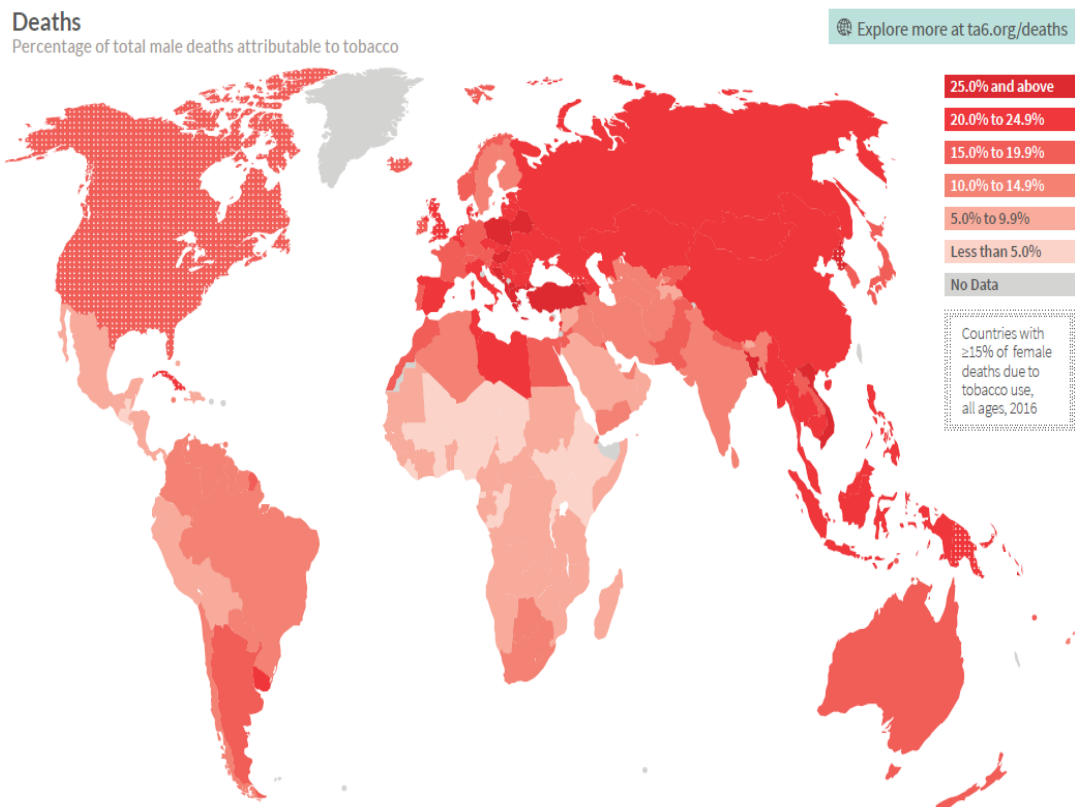 Deaths
Percentage of total male deaths attributable to tobacco
Explore more at ta6.org/deaths
25.0% and above
20.0% to 24.9%
15.0% to 19.9%
10.0% to 14.9%
5.0% to 9.9%
Less than 5.0%
No Data
Countries with
≥15% of female
deaths due to
tobacco use,
all ages, 2016